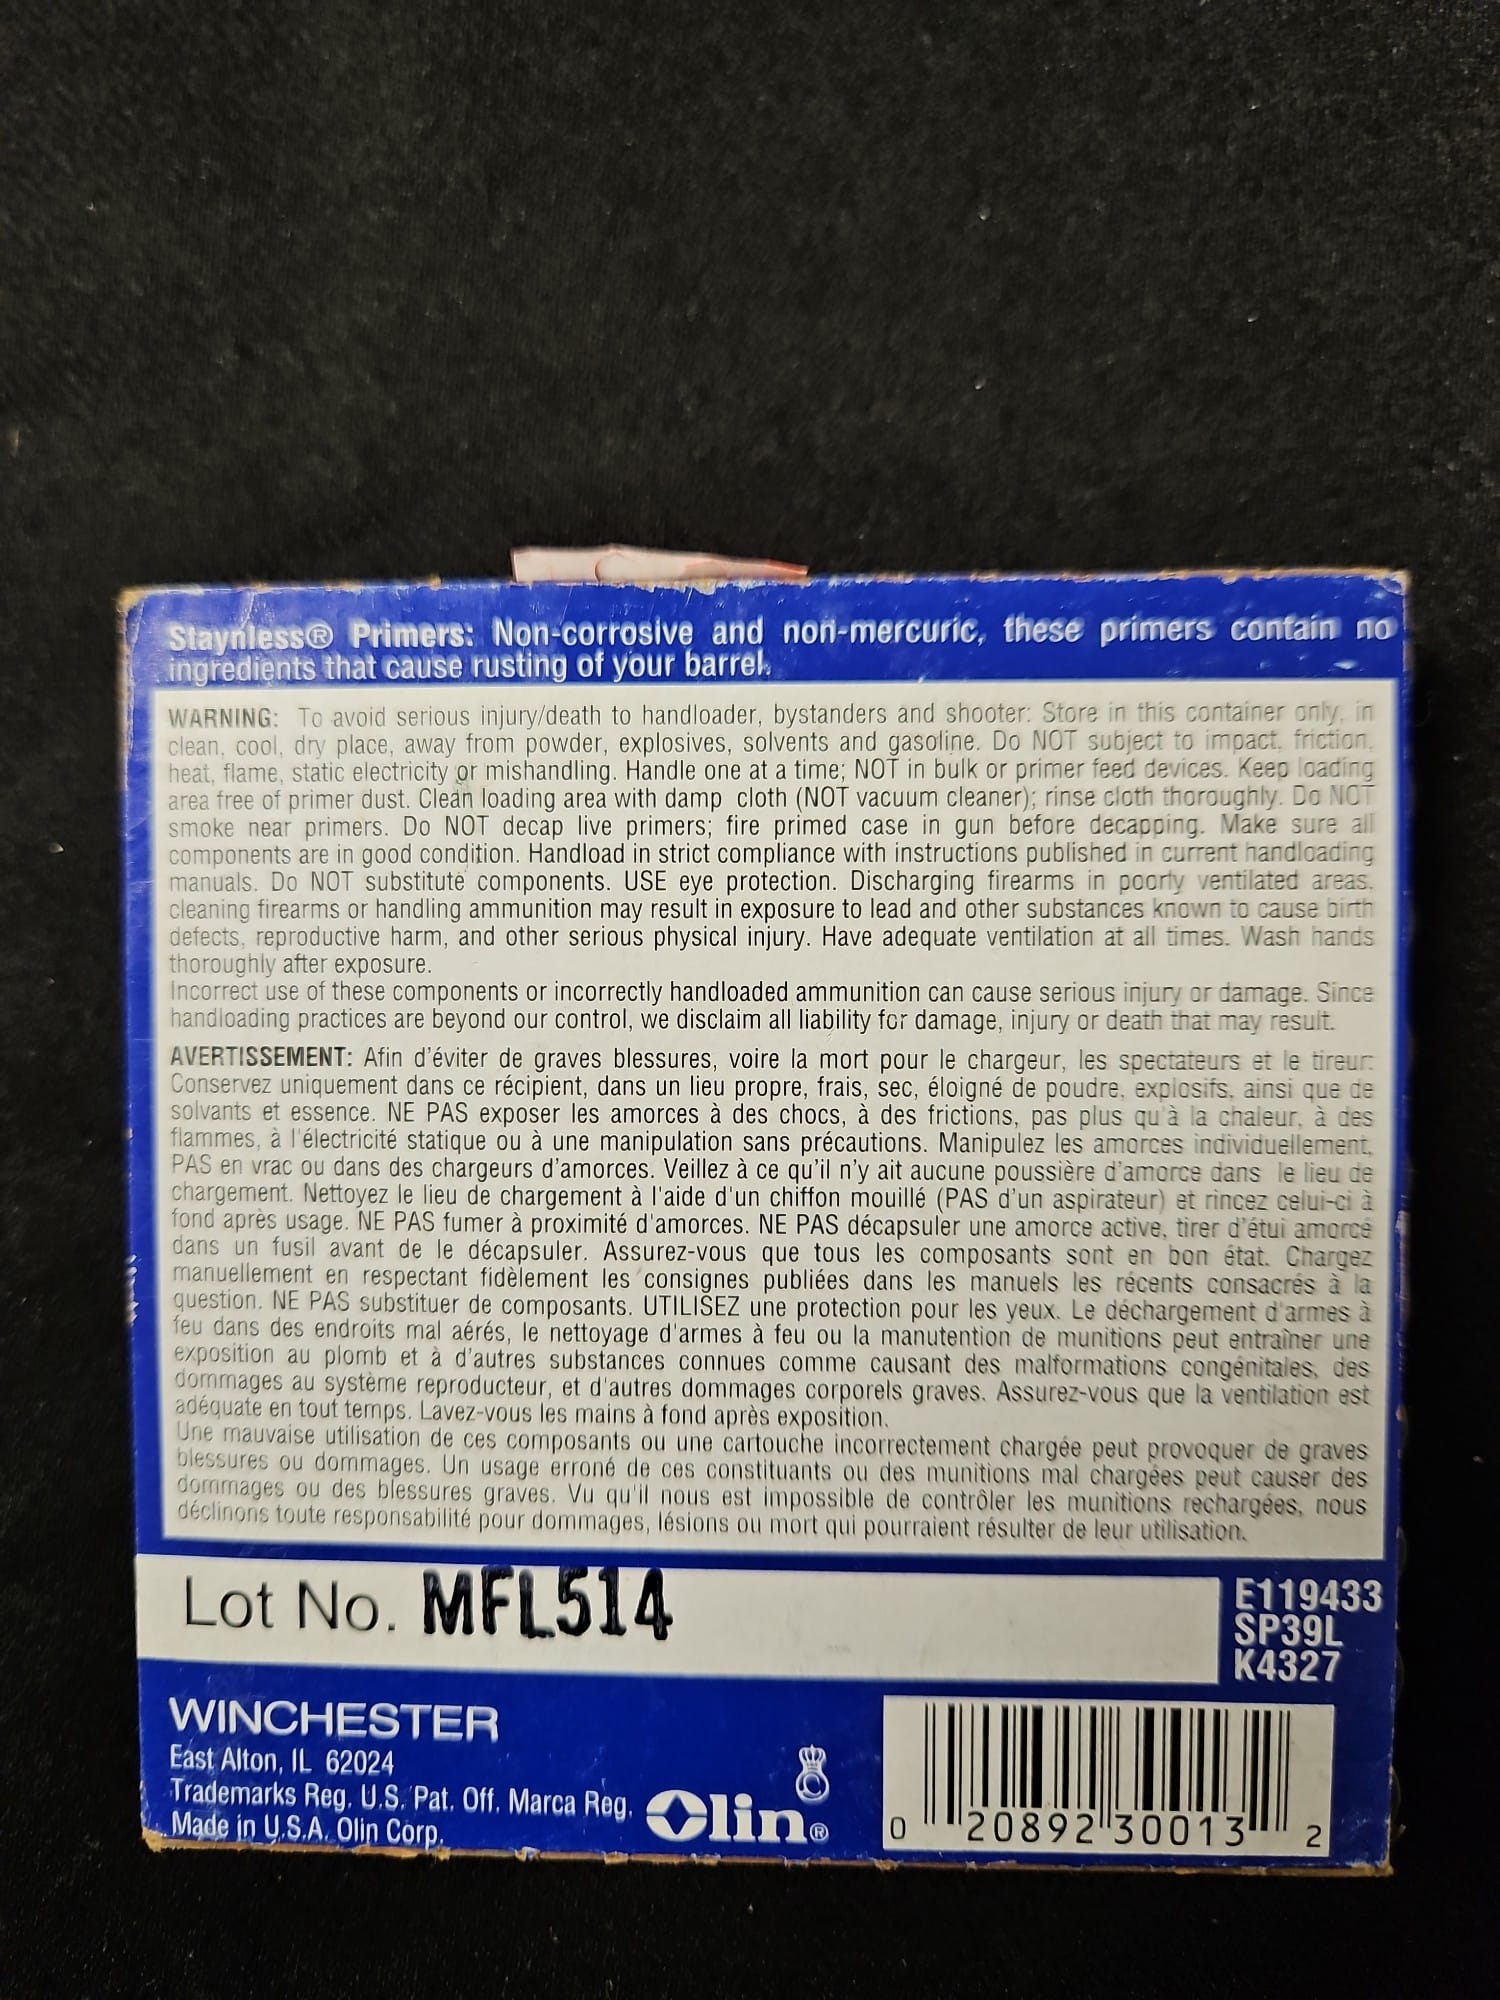 Staynless® Primers: Non-corrosive and non-mercuric, these primers contain no
ingredients that cause rusting of your barrel.
WARNING: To avoid serious injury/death to handloader, bystanders and shooter: Store in this container only, in
clean, cool, dry place, away from powder, explosives, solvents and gasoline. Do NOT subject to impact, friction,
heat, flame, static electricity or mishandling. Handle one at a time; NOT in bulk or primer feed devices. Keep loading
area free of primer dust. Clean loading area with damp cloth (NOT vacuum cleaner); rinse cloth thoroughly. Do NOT
smoke near primers. Do NOT decap live primers; fire primed case in gun before decapping. Make sure all
components are in good condition. Handload in strict compliance with instructions published in current handloading
manuals. Do NOT substitute components. USE eye protection. Discharging firearms in poorly ventilated areas,
cleaning firearms or handling ammunition may result in exposure to lead and other substances known to cause birth
defects, reproductive harm, and other serious physical injury. Have adequate ventilation at all times. Wash hands
thoroughly after exposure.
Incorrect use of these components or incorrectly handloaded ammunition can cause serious injury or damage. Since
handloading practices are beyond our control, we disclaim all liability for damage, injury or death that may result.
AVERTISSEMENT: Afin d'éviter de graves blessures, voire la mort pour le chargeur, les spectateurs et le tireur:
Conservez uniquement dans ce récipient, dans un lieu propre, frais, sec, éloigné de poudre, explosifs, ainsi que de
solvants et essence. NE PAS exposer les amorces à des chocs, à des frictions, pas plus qu'à la chaleur, à des
flammes, à l'électricité statique ou à une manipulation sans précautions. Manipulez les amorces individuellement,
PAS en vrac ou dans des chargeurs d'amorces. Veillez à ce qu'il n'y ait aucune poussière d'amorce dans le lieu de
chargement. Nettoyez le lieu de chargement à l'aide d'un chiffon mouillé (PAS d'un aspirateur) et rincez celui-ci à
fond après usage. NE PAS fumer à proximité d'amorces. NE PAS décapsuler une amorce active, tirer d'étui amorcé
dans un fusil avant de le décapsuler. Assurez-vous que tous les composants sont en bon état. Chargez
manuellement en respectant fidèlement les consignes publiées dans les manuels les récents consacrés à la
question. NE PAS substituer de composants. UTILISEZ une protection pour les yeux. Le déchargement d'armes à
feu dans des endroits mal aérés, le nettoyage d'armes à feu ou la manutention de munitions peut entraîner une
exposition au plomb et à d'autres substances connues comme causant des malformations congénitales, des
dommages au système reproducteur, et d'autres dommages corporels graves. Assurez-vous que la ventilation est
adéquate en tout temps. Lavez-vous les mains à fond après exposition.
Une mauvaise utilisation de ces composants ou une cartouche incorrectement chargée peut provoquer de graves
blessures ou dommages. Un usage erroné de ces constituants ou des munitions mal chargées peut causer des
dommages ou des blessures graves. Vu qu'il nous est impossible de contrôler les munitions rechargées, nous
déclinons toute responsabilité pour dommages, lésions ou mort qui pourraient résulter de leur utilisation.
Lot No. MFL514
E119433
SP39L
K4327
WINCHESTER
East Alton, IL 62024
Trademarks Reg. U.S. Pat. Off. Marca Reg.
Made in U.S.A. Olin Corp.
Olin®
0 20892 30013 2